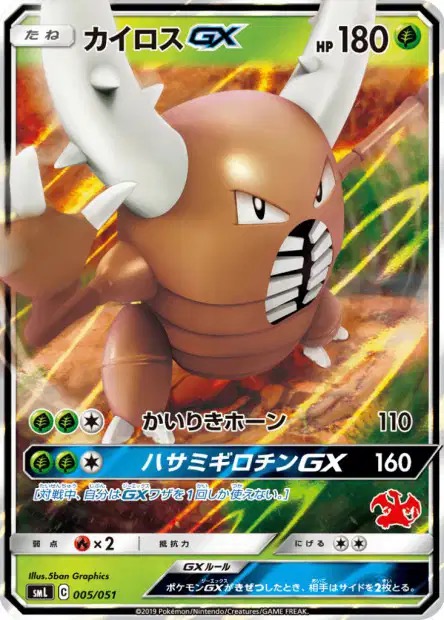 たね カイロスGX HP 180
かいりきホーン 110
ハサミギロチンGX 160
[対戦中、自分はGXワザを1回しか使えない。]
弱点 ×2 抵抗力 にげる
Illus.5ban Graphics
GXルール
ポケモンGXがきぜつしたとき、相手はサイドを2枚とる。
SML C 005/051
©2019 Pokémon/Nintendo/Creatures/GAME FREAK.